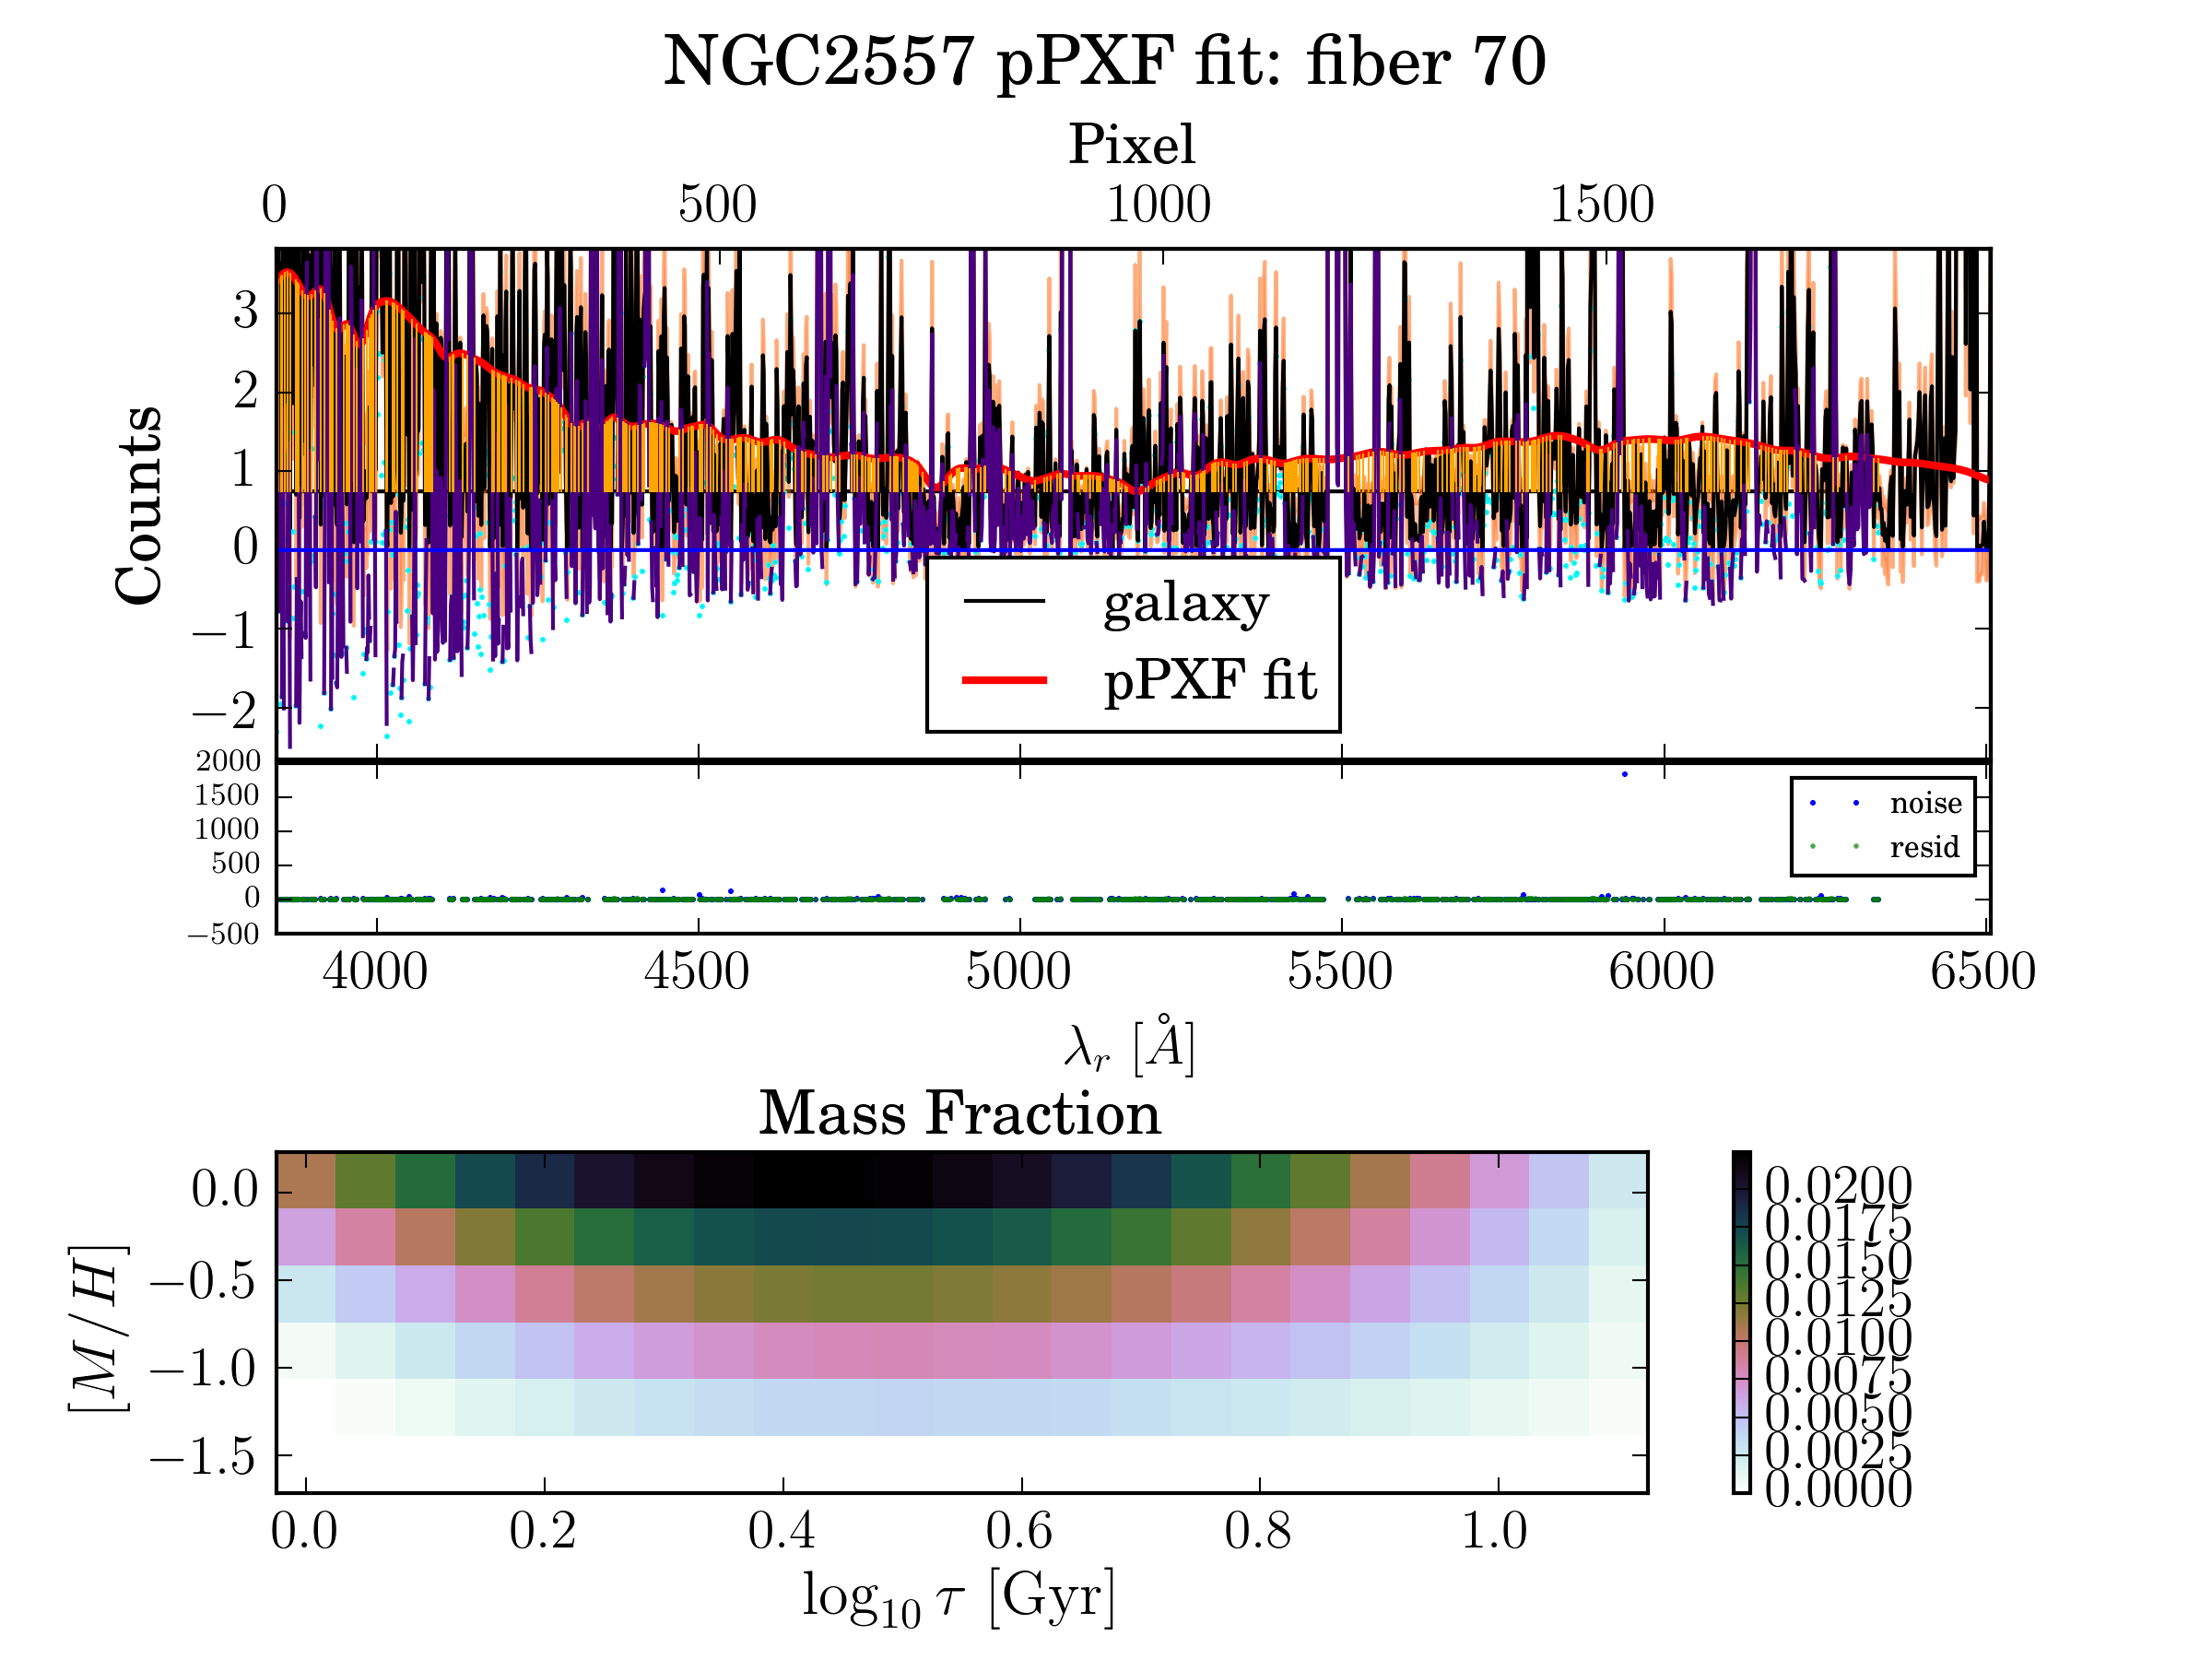 NGC2557 pPXF fit: fiber 70
Pixel
0 500 1000 1500
3
2
1
0
−1
−2
Counts
galaxy
pPXF fit
2000
1500
1000
500
0
−500
noise
resid
4000 4500 5000 5500 6000 6500
λr [Å]
Mass Fraction
0.0
−0.5
−1.0
−1.5
[M/H]
0.0 0.2 0.4 0.6 0.8 1.0
log10 τ [Gyr]
0.0200
0.0175
0.0150
0.0125
0.0100
0.0075
0.0050
0.0025
0.0000